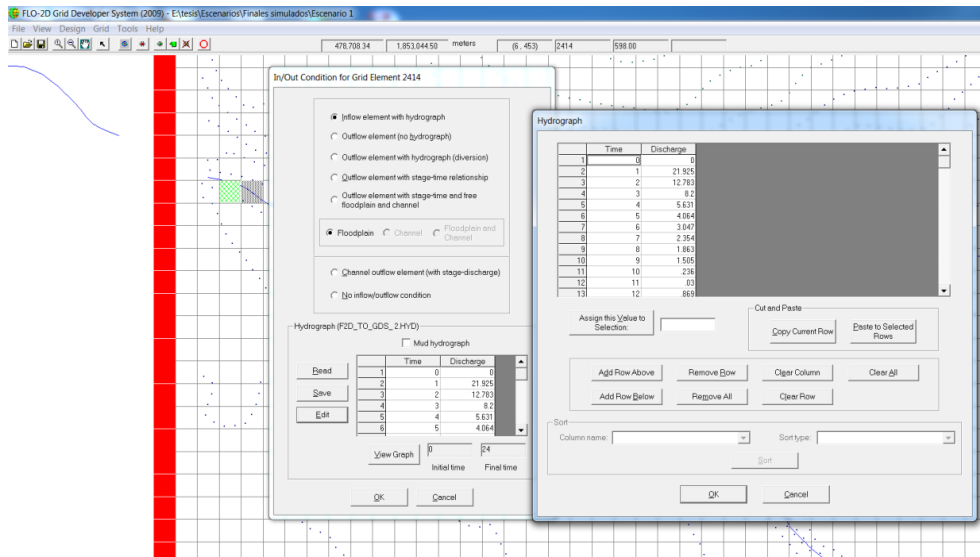 FLO-2D Grid Developer System (2009) - E:\tesis\Escenarios\Finales simulados\Escenario 1
File View Design Grid Tools Help
478,708.34 1,853,044.50 meters (6, 453) 2414 598.00
In/Out Condition for Grid Element 2414
Inflow element with hydrograph
Outflow element (no hydrograph)
Outflow element with hydrograph (diversion)
Outflow element with stage-time relationship
Outflow element with stage-time and free
floodplain and channel
Floodplain Channel Floodplain and
Channel
Channel outflow element (with stage-discharge)
No inflow/outflow condition
Hydrograph (F2D_TO_GDS_ 2.HYD)
Mud hydrograph
Read
Save
Edit
Time Discharge
1 0 0
2 1 21.925
3 2 12.783
4 3 8.2
5 4 5.631
6 5 4.064
View Graph 0 24
Initial time Final time
OK Cancel
Hydrograph
Time Discharge
1 0 0
2 1 21.925
3 2 12.783
4 3 8.2
5 4 5.631
6 5 4.064
7 6 3.047
8 7 2.354
9 8 1.863
10 9 1.505
11 10 .236
12 11 .03
13 12 .869
Assign this Value to
Selection:
Cut and Paste
Copy Current Row
Paste to Selected
Rows
Add Row Above Remove Row Clear Column Clear All
Add Row Below Remove All Clear Row
Sort
Column name: Sort type:
Sort
OK Cancel